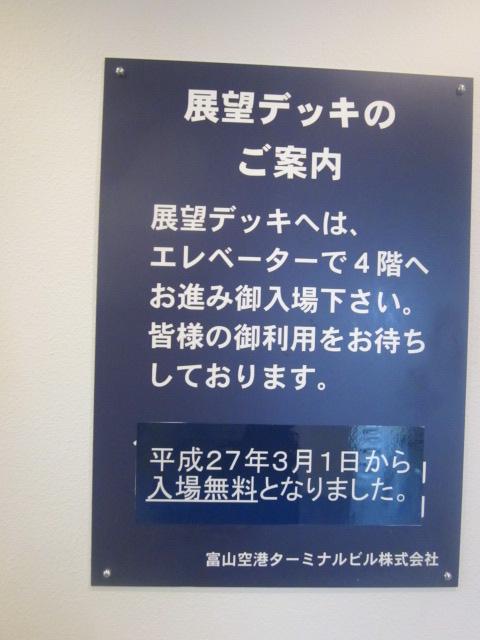 展望デッキの
ご案内
展望デッキへは、
エレベーターで4階へ
お進み御入場下さい。
皆様の御利用をお待ち
しております。
平成27年3月1日から
入場無料となりました。
富山空港ターミナルビル株式会社